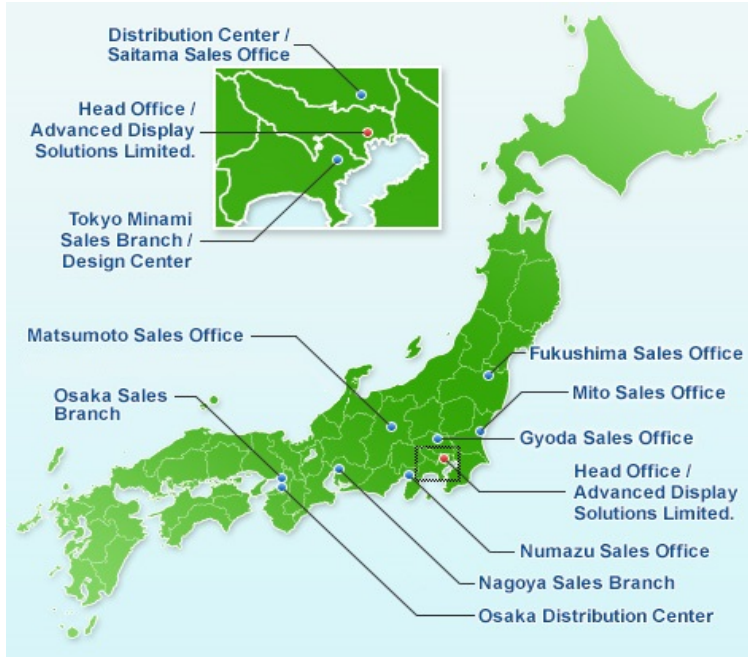 Distribution Center /
Saitama Sales Office
Head Office /
Advanced Display
Solutions Limited.
Tokyo Minami
Sales Branch /
Design Center
Matsumoto Sales Office
Osaka Sales
Branch
Fukushima Sales Office
Mito Sales Office
Gyoda Sales Office
Head Office /
Advanced Display
Solutions Limited.
Numazu Sales Office
Nagoya Sales Branch
Osaka Distribution Center